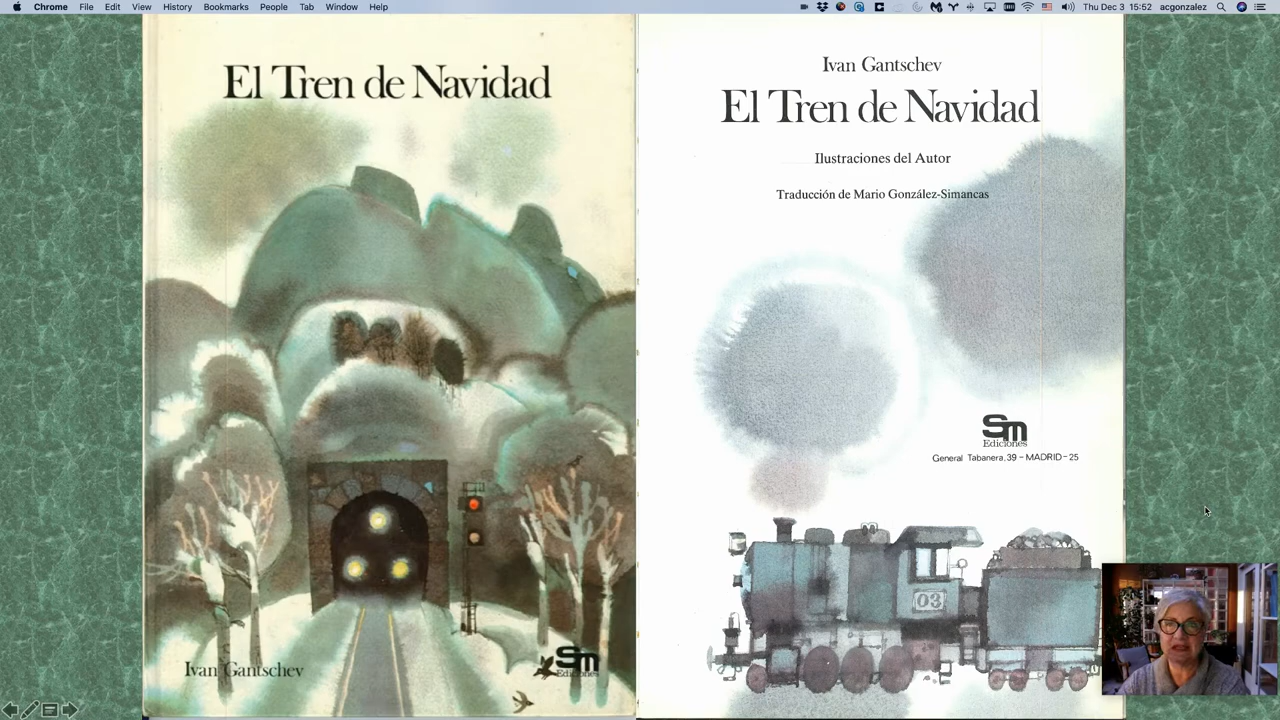 Chrome File Edit View History Bookmarks People Tab Window Help
Thu Dec 3 15:52 acgonzalez
El Tren de Navidad
Ivan Gantschev
Sm
Ediciones
Ivan Gantschev
El Tren de Navidad
Ilustraciones del Autor
Traducción de Mario González-Simancas
Sm
Ediciones
General Tabanera, 39 - MADRID - 25
03